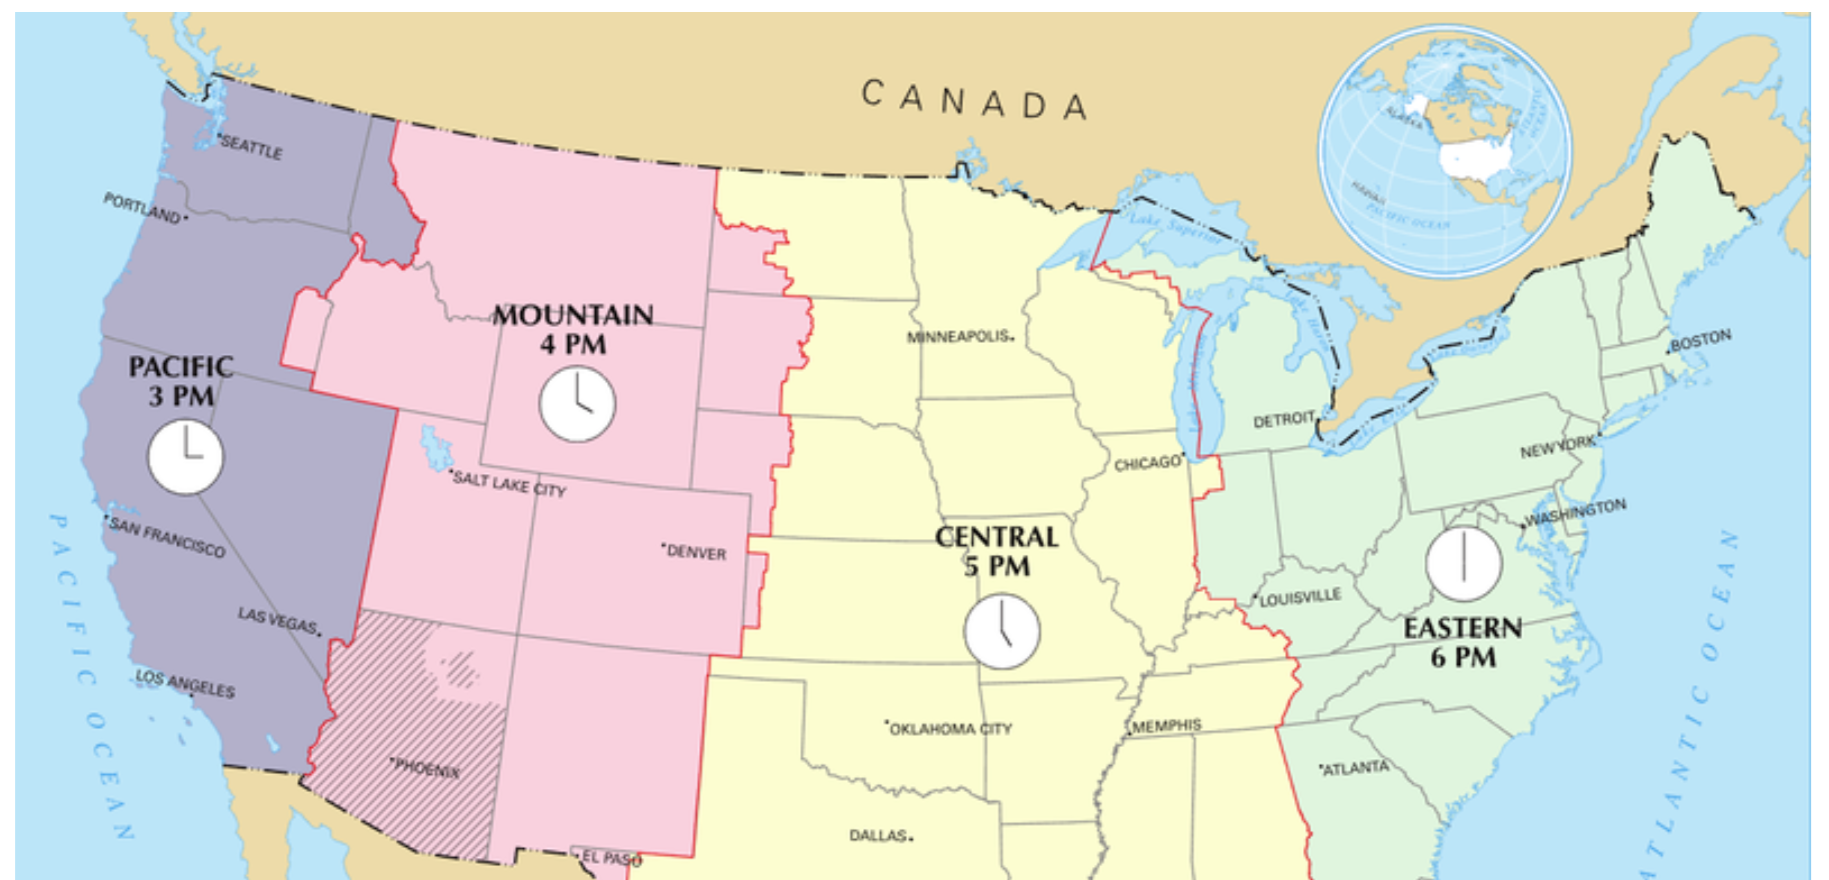 CANADA
ALASKA
HAWAII
PACIFIC OCEAN
ATLANTIC
OCEAN
SEATTLE
PORTLAND
Lake Superior
MOUNTAIN
4 PM
MINNEAPOLIS
BOSTON
PACIFIC
3 PM
DETROIT
NEW YORK
CHICAGO
SALT LAKE CITY
WASHINGTON
SAN FRANCISCO
DENVER
CENTRAL
5 PM
LOUISVILLE
LAS VEGAS
EASTERN
6 PM
PACIFIC OCEAN
ATLANTIC OCEAN
LOS ANGELES
OKLAHOMA CITY
MEMPHIS
PHOENIX
ATLANTA
DALLAS
EL PASO